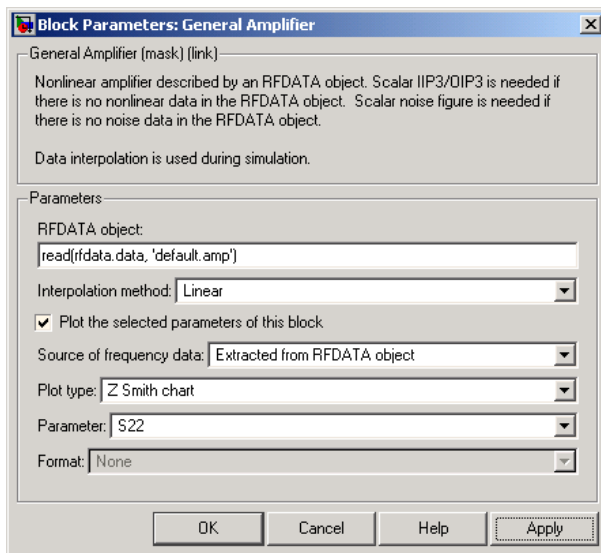 Block Parameters: General Amplifier
General Amplifier (mask) (link)
Nonlinear amplifier described by an RFDATA object. Scalar IIP3/OIP3 is needed if
there is no nonlinear data in the RFDATA object. Scalar noise figure is needed if
there is no noise data in the RFDATA object.
Data interpolation is used during simulation.
Parameters
RFDATA object:
read(rfdata.data, 'default.amp')
Interpolation method: Linear
Plot the selected parameters of this block
Source of frequency data: Extracted from RFDATA object
Plot type: Z Smith chart
Parameter: S22
Format: None
OK Cancel Help Apply